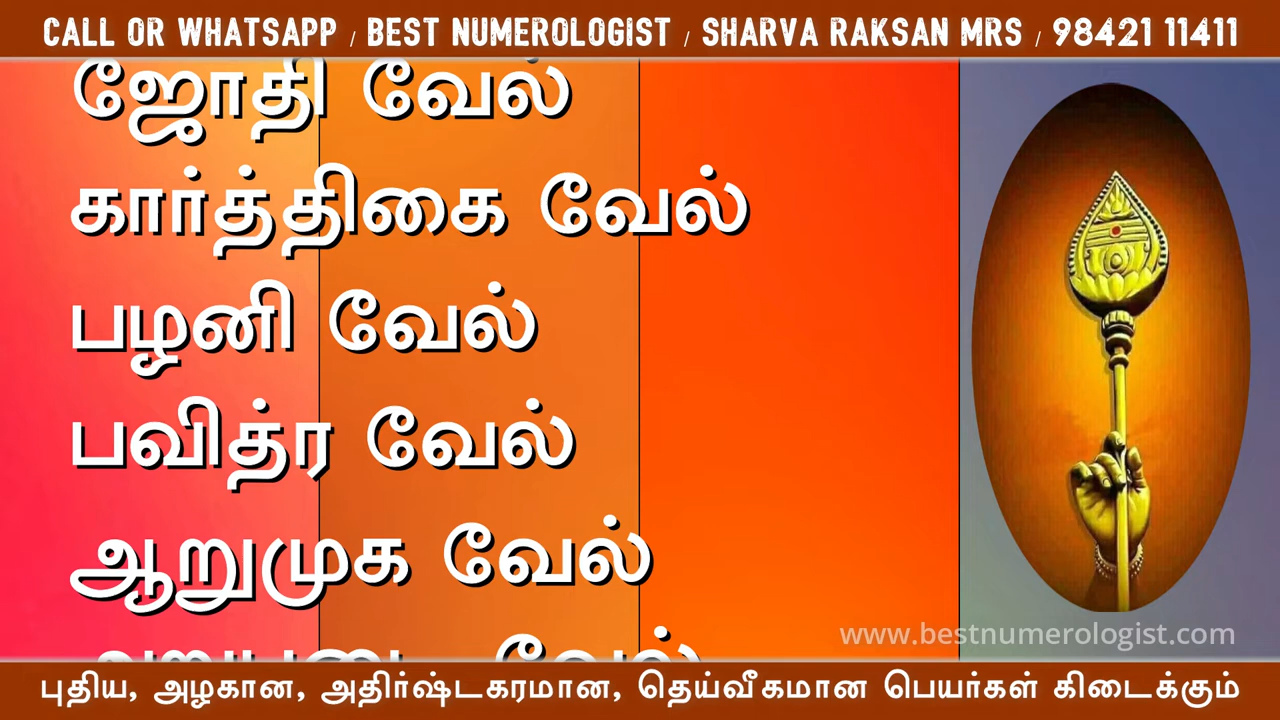 CALL OR WHATSAPP / BEST NUMEROLOGIST / SHARVA RAKSAN MRS / 98421 11411
ஜோதி வேல்
கார்த்திகை வேல்
பழனி வேல்
பவித்ர வேல்
ஆறுமுக வேல்
வேல்
www.bestnumerologist.com
புதிய, அழகான, அதிர்ஷ்டகரமான, தெய்வீகமான பெயர்கள் கிடைக்கும்